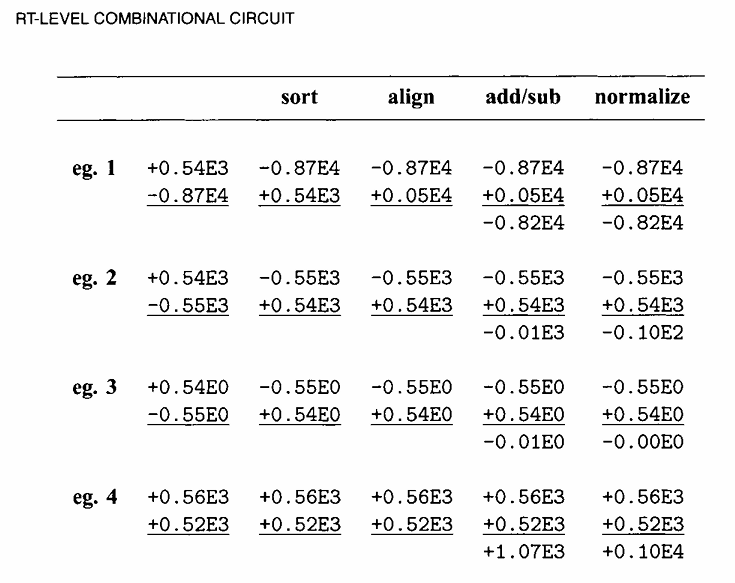 RT-LEVEL COMBINATIONAL CIRCUIT
sort align add/sub normalize
eg. 1 +0.54E3 -0.87E4 -0.87E4 -0.87E4 -0.87E4
-0.87E4 +0.54E3 +0.05E4 +0.05E4 +0.05E4
-0.82E4 -0.82E4
eg. 2 +0.54E3 -0.55E3 -0.55E3 -0.55E3 -0.55E3
-0.55E3 +0.54E3 +0.54E3 +0.54E3 +0.54E3
-0.01E3 -0.10E2
eg. 3 +0.54E0 -0.55E0 -0.55E0 -0.55E0 -0.55E0
-0.55E0 +0.54E0 +0.54E0 +0.54E0 +0.54E0
-0.01E0 -0.00E0
eg. 4 +0.56E3 +0.56E3 +0.56E3 +0.56E3 +0.56E3
+0.52E3 +0.52E3 +0.52E3 +0.52E3 +0.52E3
+1.07E3 +0.10E4